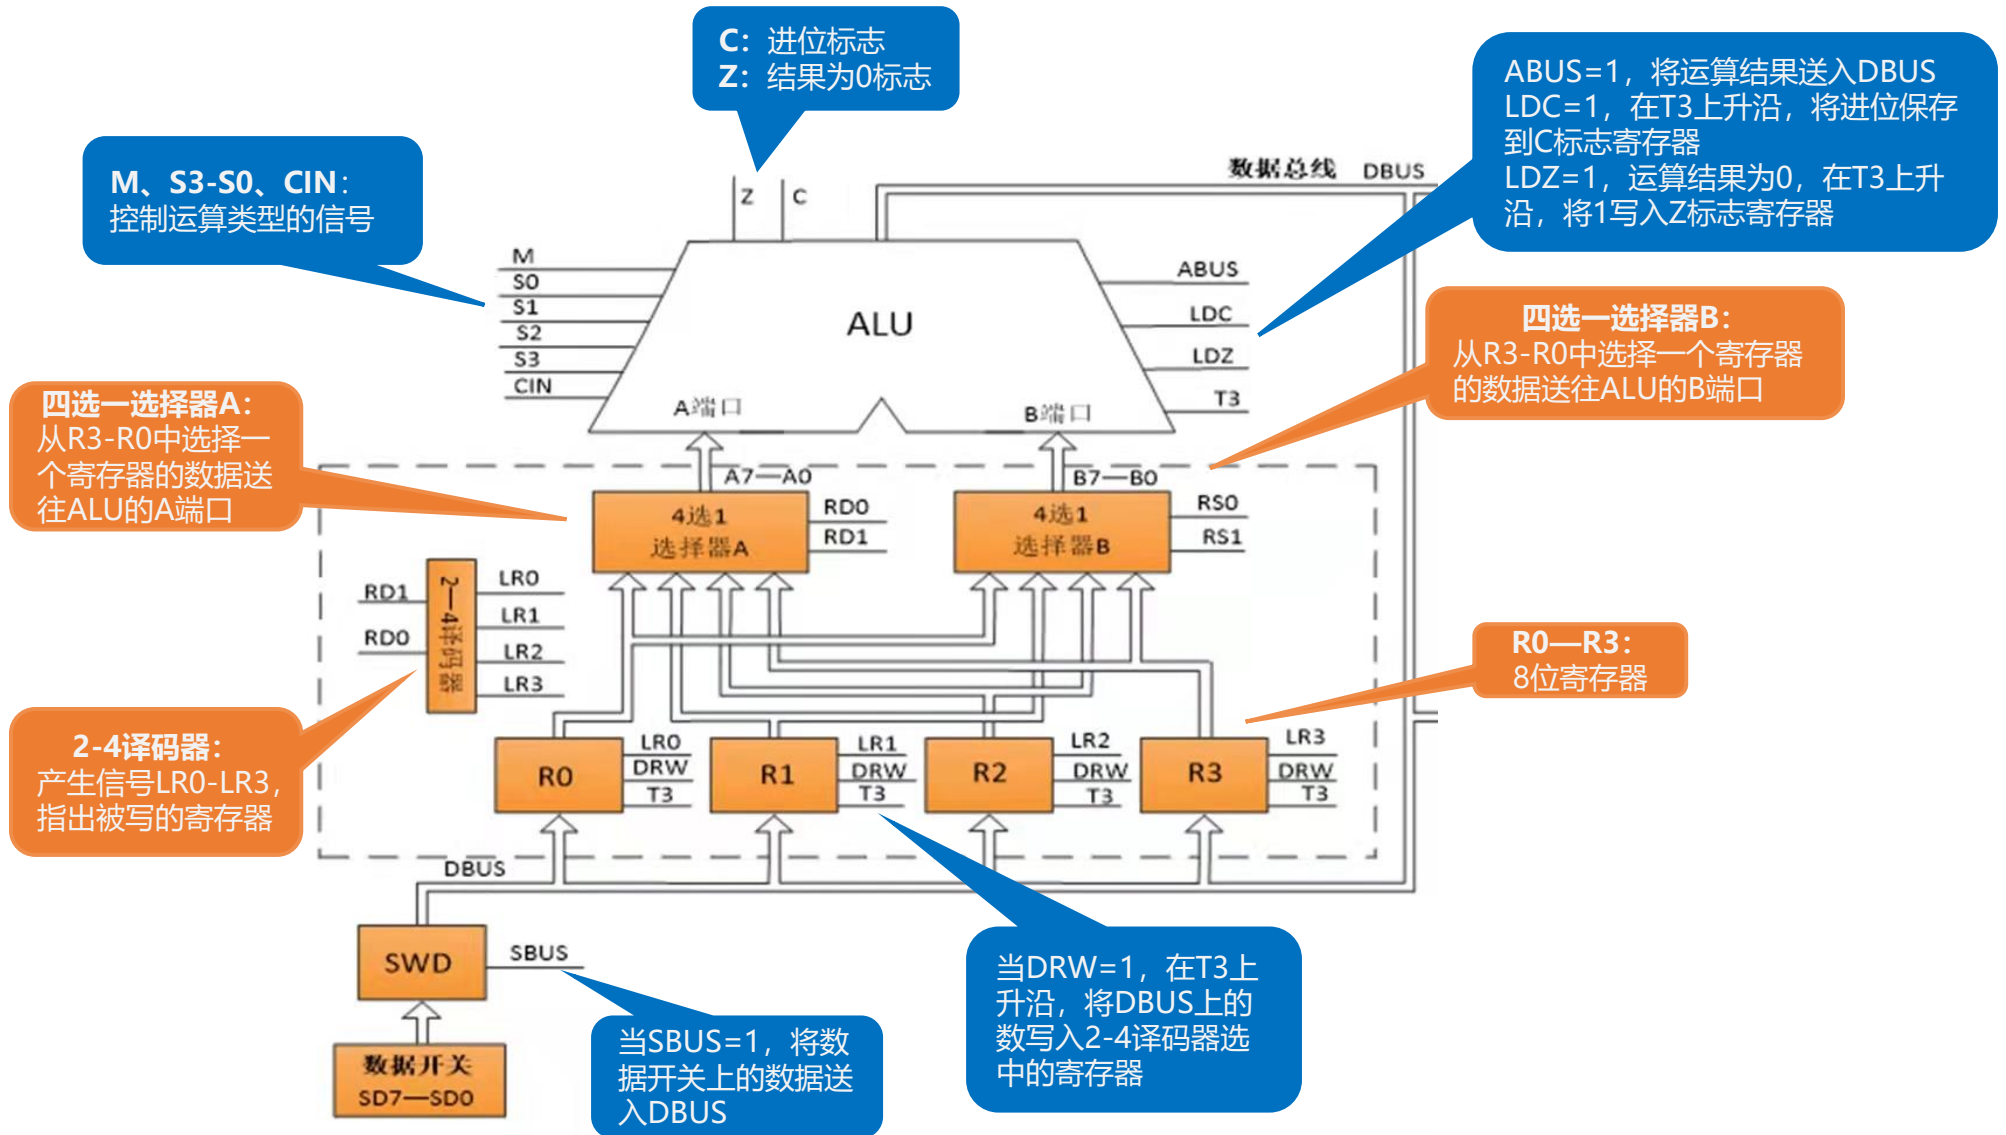 C：进位标志
Z：结果为0标志
ABUS=1，将运算结果送入DBUS
LDC=1，在T3上升沿，将进位保存
到C标志寄存器
LDZ=1，运算结果为0，在T3上升
沿，将1写入Z标志寄存器
M、S3-S0、CIN：
控制运算类型的信号
数据总线 DBUS
Z
C
M
S0
S1
S2
S3
CIN
ALU
ABUS
LDC
LDZ
T3
A端口
B端口
四选一选择器B：
从R3-R0中选择一个寄存器
的数据送往ALU的B端口
四选一选择器A：
从R3-R0中选择一
个寄存器的数据送
往ALU的A端口
A7—A0
B7—B0
4选1
选择器A
RD0
RD1
4选1
选择器B
RS0
RS1
RD1
RD0
2—4译码器
LR0
LR1
LR2
LR3
R0—R3：
8位寄存器
2-4译码器：
产生信号LR0-LR3，
指出被写的寄存器
R0
LR0
DRW
T3
R1
LR1
DRW
T3
R2
LR2
DRW
T3
R3
LR3
DRW
T3
DBUS
SWD
SBUS
数据开关
SD7—SD0
当SBUS=1，将数
据开关上的数据送
入DBUS
当DRW=1，在T3上
升沿，将DBUS上的
数写入2-4译码器选
中的寄存器